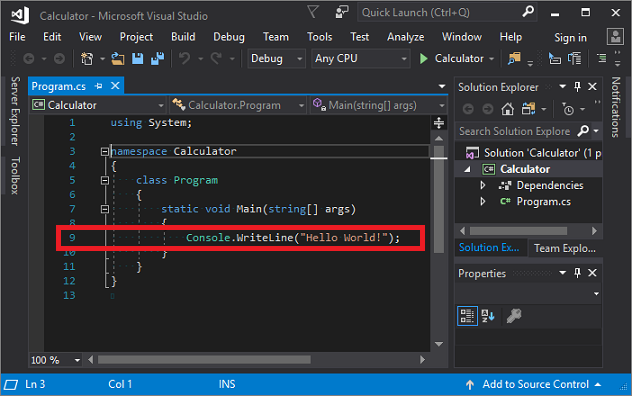 Calculator - Microsoft Visual Studio
Quick Launch (Ctrl+Q)
File Edit View Project Build Debug Team Tools Test Analyze Window Help Sign in
Debug Any CPU Calculator
Server Explorer
Toolbox
Program.cs
Calculator Calculator.Program Main(string[] args)
1 using System;
2
3 namespace Calculator
4 {
5 class Program
6 {
7 static void Main(string[] args)
8 {
9 Console.WriteLine("Hello World!");
10 }
11 }
12 }
13
100 %
Solution Explorer
Search Solution Explorer
Solution 'Calculator' (1 p
C# Calculator
Dependencies
C# Program.cs
Solution Ex... Team Explor...
Properties
Notifications
Ln 3 Col 1 INS Add to Source Control